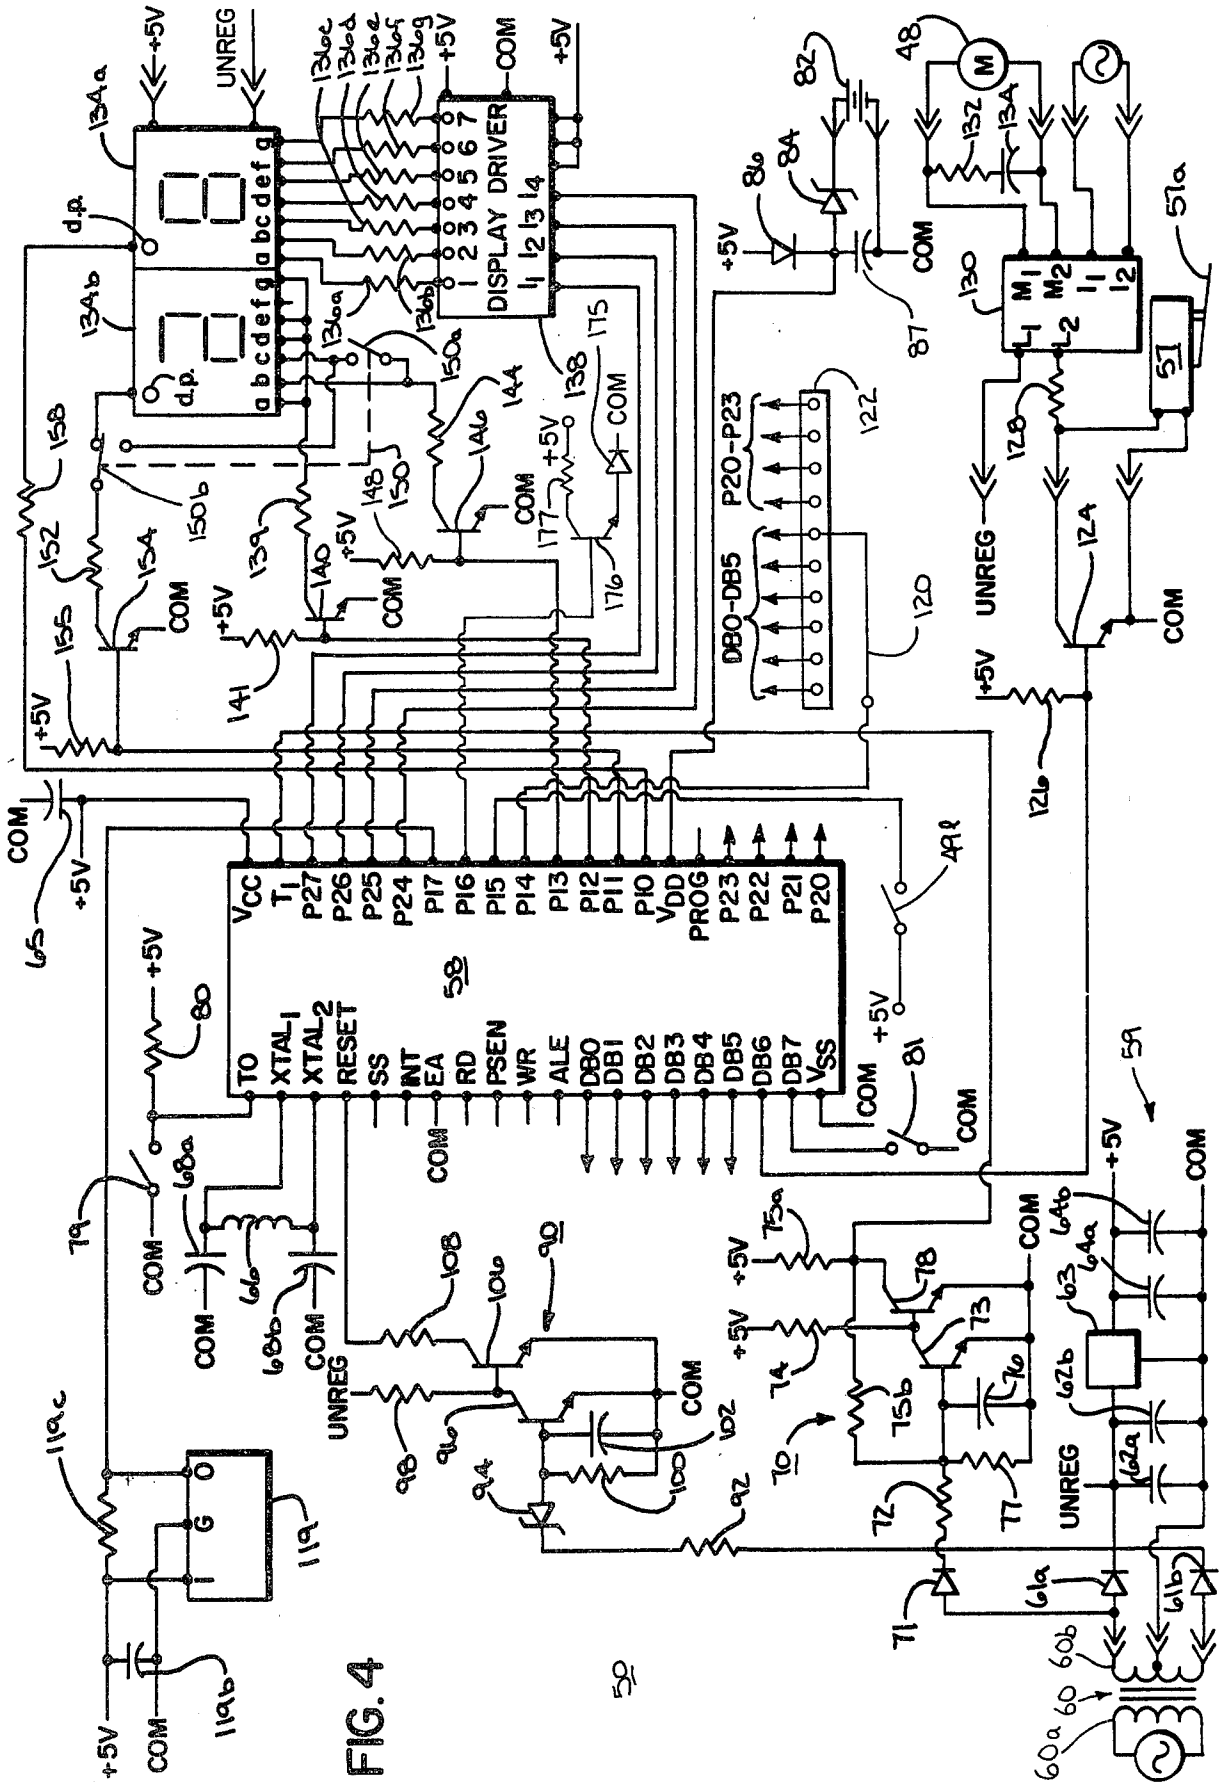 FIG. 4
50
+5V
COM
119b
119
I
G
O
119c
COM
65
+5V
79
COM
80
+5V
COM
68a
66
68b
COM
UNREG
98
108
96
106
90
94
100
102
COM
92
58
TO
XTAL1
XTAL2
RESET
SS
INT
EA
COM
RD
PSEN
WR
ALE
DB0
DB1
DB2
DB3
DB4
DB5
DB6
DB7
VSS
COM
81
COM
VCC
T1
P27
P26
P25
P24
P17
P16
P15
P14
P13
P12
P11
P10
VDD
PROG
P23
P22
P21
P20
+5V
49l
+5V
155
152
154
COM
158
150b
d.p.
134b
d.p.
134a
+5V
UNREG
a b c d e f g
a b c d e f g
+5V
141
139
140
COM
+5V
148
150
144
146
COM
150a
136a
136b
136c
136d
136e
136f
136g
1 2 3 4 5 6 7
DISPLAY DRIVER
I1 I2 I3 I4
+5V
COM
+5V
138
177
+5V
175
COM
176
+5V
86
84
82
87
COM
DB0-DB5
P20-P23
122
120
70
71
72
77
75b
74
+5V
75a
+5V
76
73
78
COM
60a
60
60b
61a
61b
UNREG
62a
62b
63
64a
64b
+5V
COM
59
+5V
126
124
COM
UNREG
128
L1
L2
M1
M2
I1
I2
130
132
134
48
M
57
57a